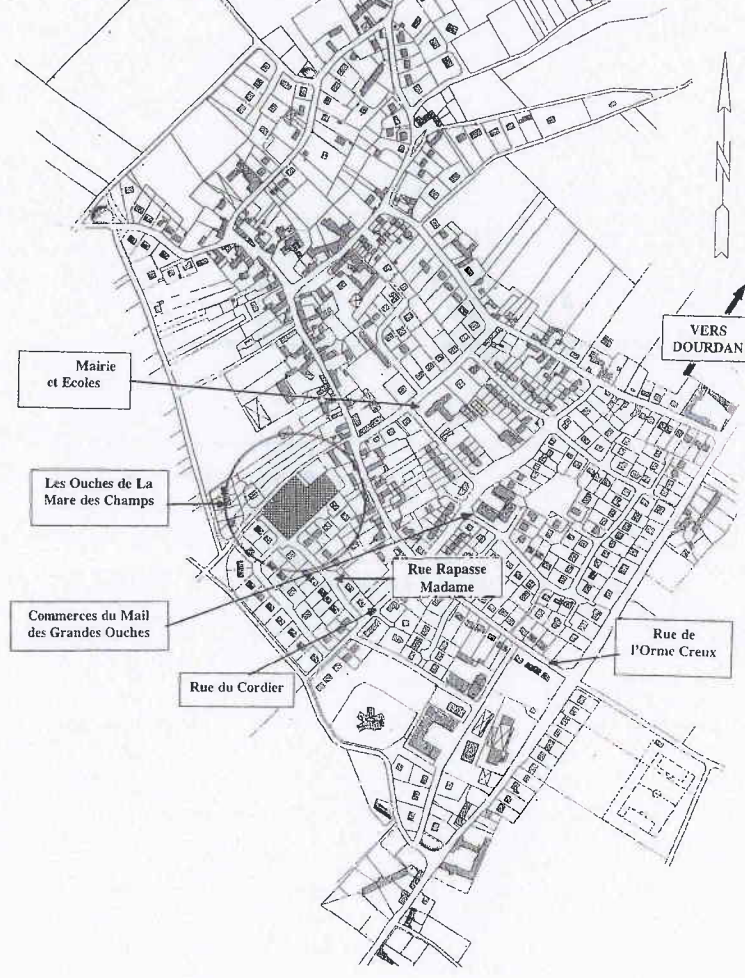 N
VERS
DOURDAN
Mairie
et Ecoles
Les Ouches de La
Mare des Champs
Rue Rapasse
Madame
Commerces du Mail
des Grandes Ouches
Rue de
l'Orme Creux
Rue du Cordier